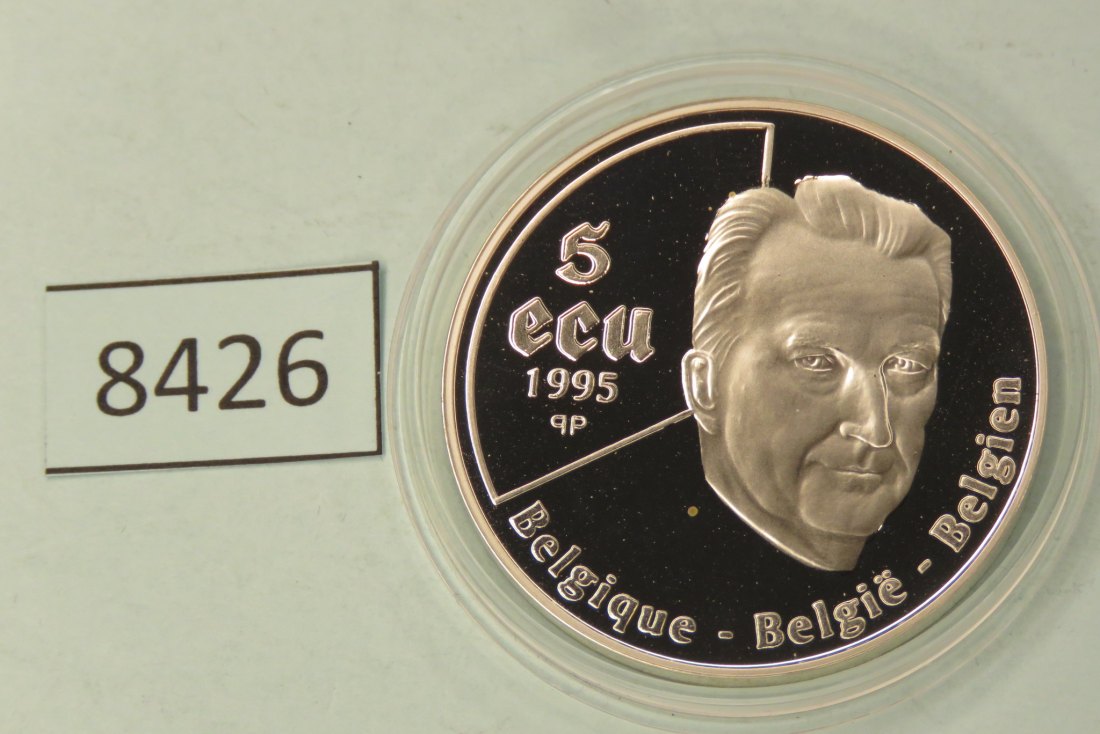 8426
5
ecu
1995
qp
Belgique - België - Belgien